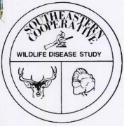 SOUTHEASTERN
COOPERATIVE
WILDLIFE DISEASE STUDY